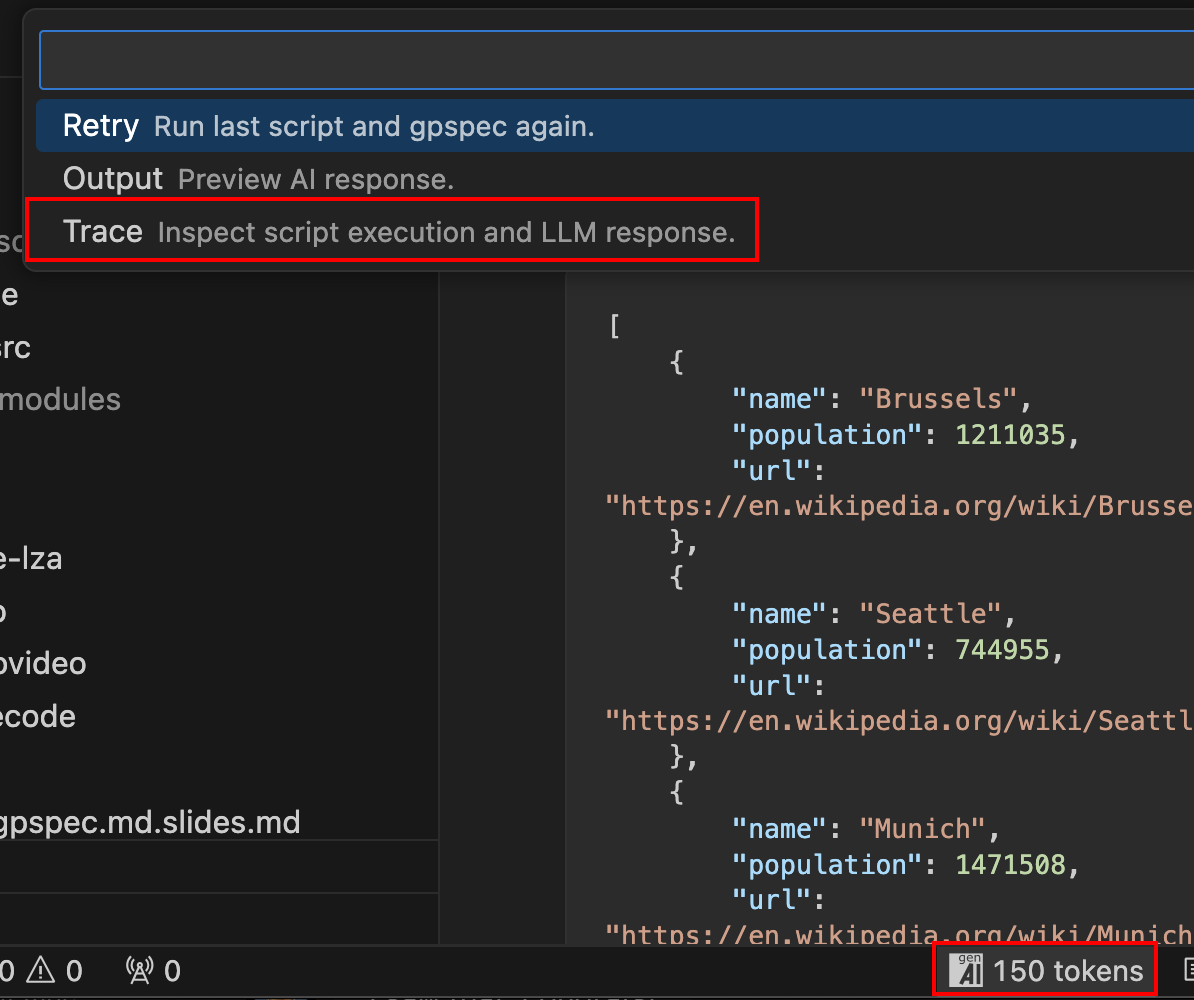 Retry Run last script and gpspec again.
Output Preview AI response.
Trace Inspect script execution and LLM response.
sc
e
src
modules
e-lza
ovideo
ecode
gpspec.md.slides.md
[
{
"name": "Brussels",
"population": 1211035,
"url":
"https://en.wikipedia.org/wiki/Brusse
},
{
"name": "Seattle",
"population": 744955,
"url":
"https://en.wikipedia.org/wiki/Seattl
},
{
"name": "Munich",
"population": 1471508,
"url":
"https://en.wikipedia.org/wiki/Munich
0 0 0
gen
AI 150 tokens